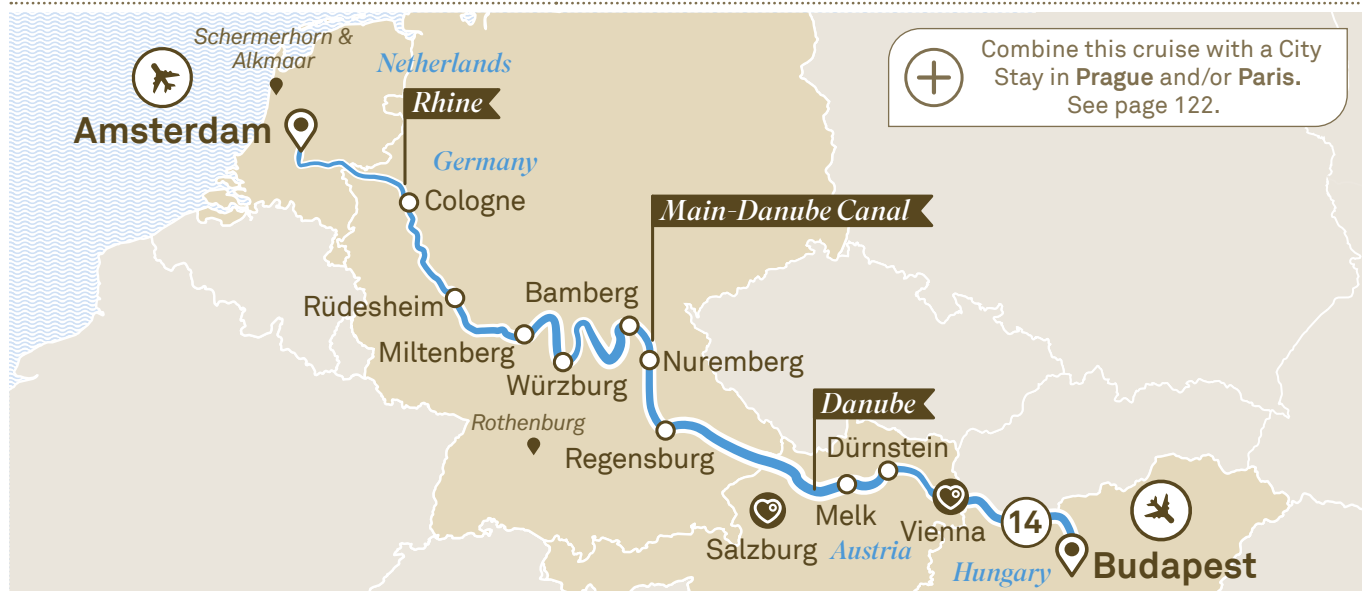 Schermerhorn &
Alkmaar
Netherlands
Combine this cruise with a City
Stay in Prague and/or Paris.
See page 122.
Rhine
Amsterdam
Germany
Cologne
Main-Danube Canal
Rüdesheim
Bamberg
Miltenberg
Nuremberg
Würzburg
Rothenburg
Danube
Regensburg
Dürnstein
Melk
Vienna
14
Salzburg
Austria
Hungary
Budapest